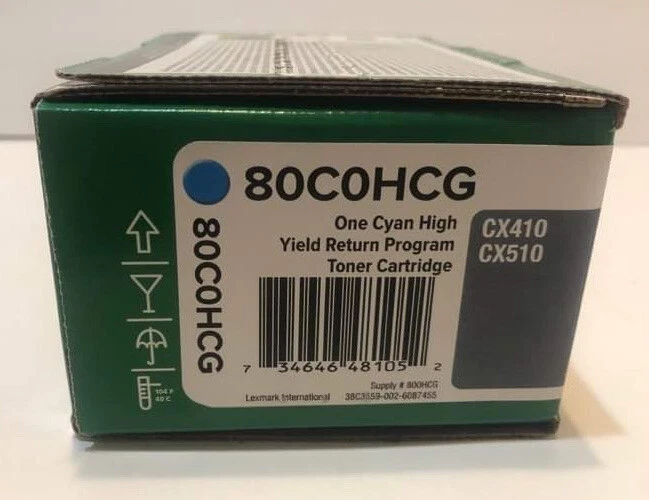 80C0HCG
One Cyan High
Yield Return Program
Toner Cartridge
CX410
CX510
80C0HCG
7 34646 48105 2
Supply # 800HCG
Lexmark International 38C3559-002-6087455
104 F
40 C